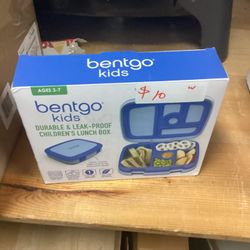 bentgo
kids
AGES 3-7
bentgo
kids
DURABLE & LEAK-PROOF
CHILDREN'S LUNCH BOX
$10